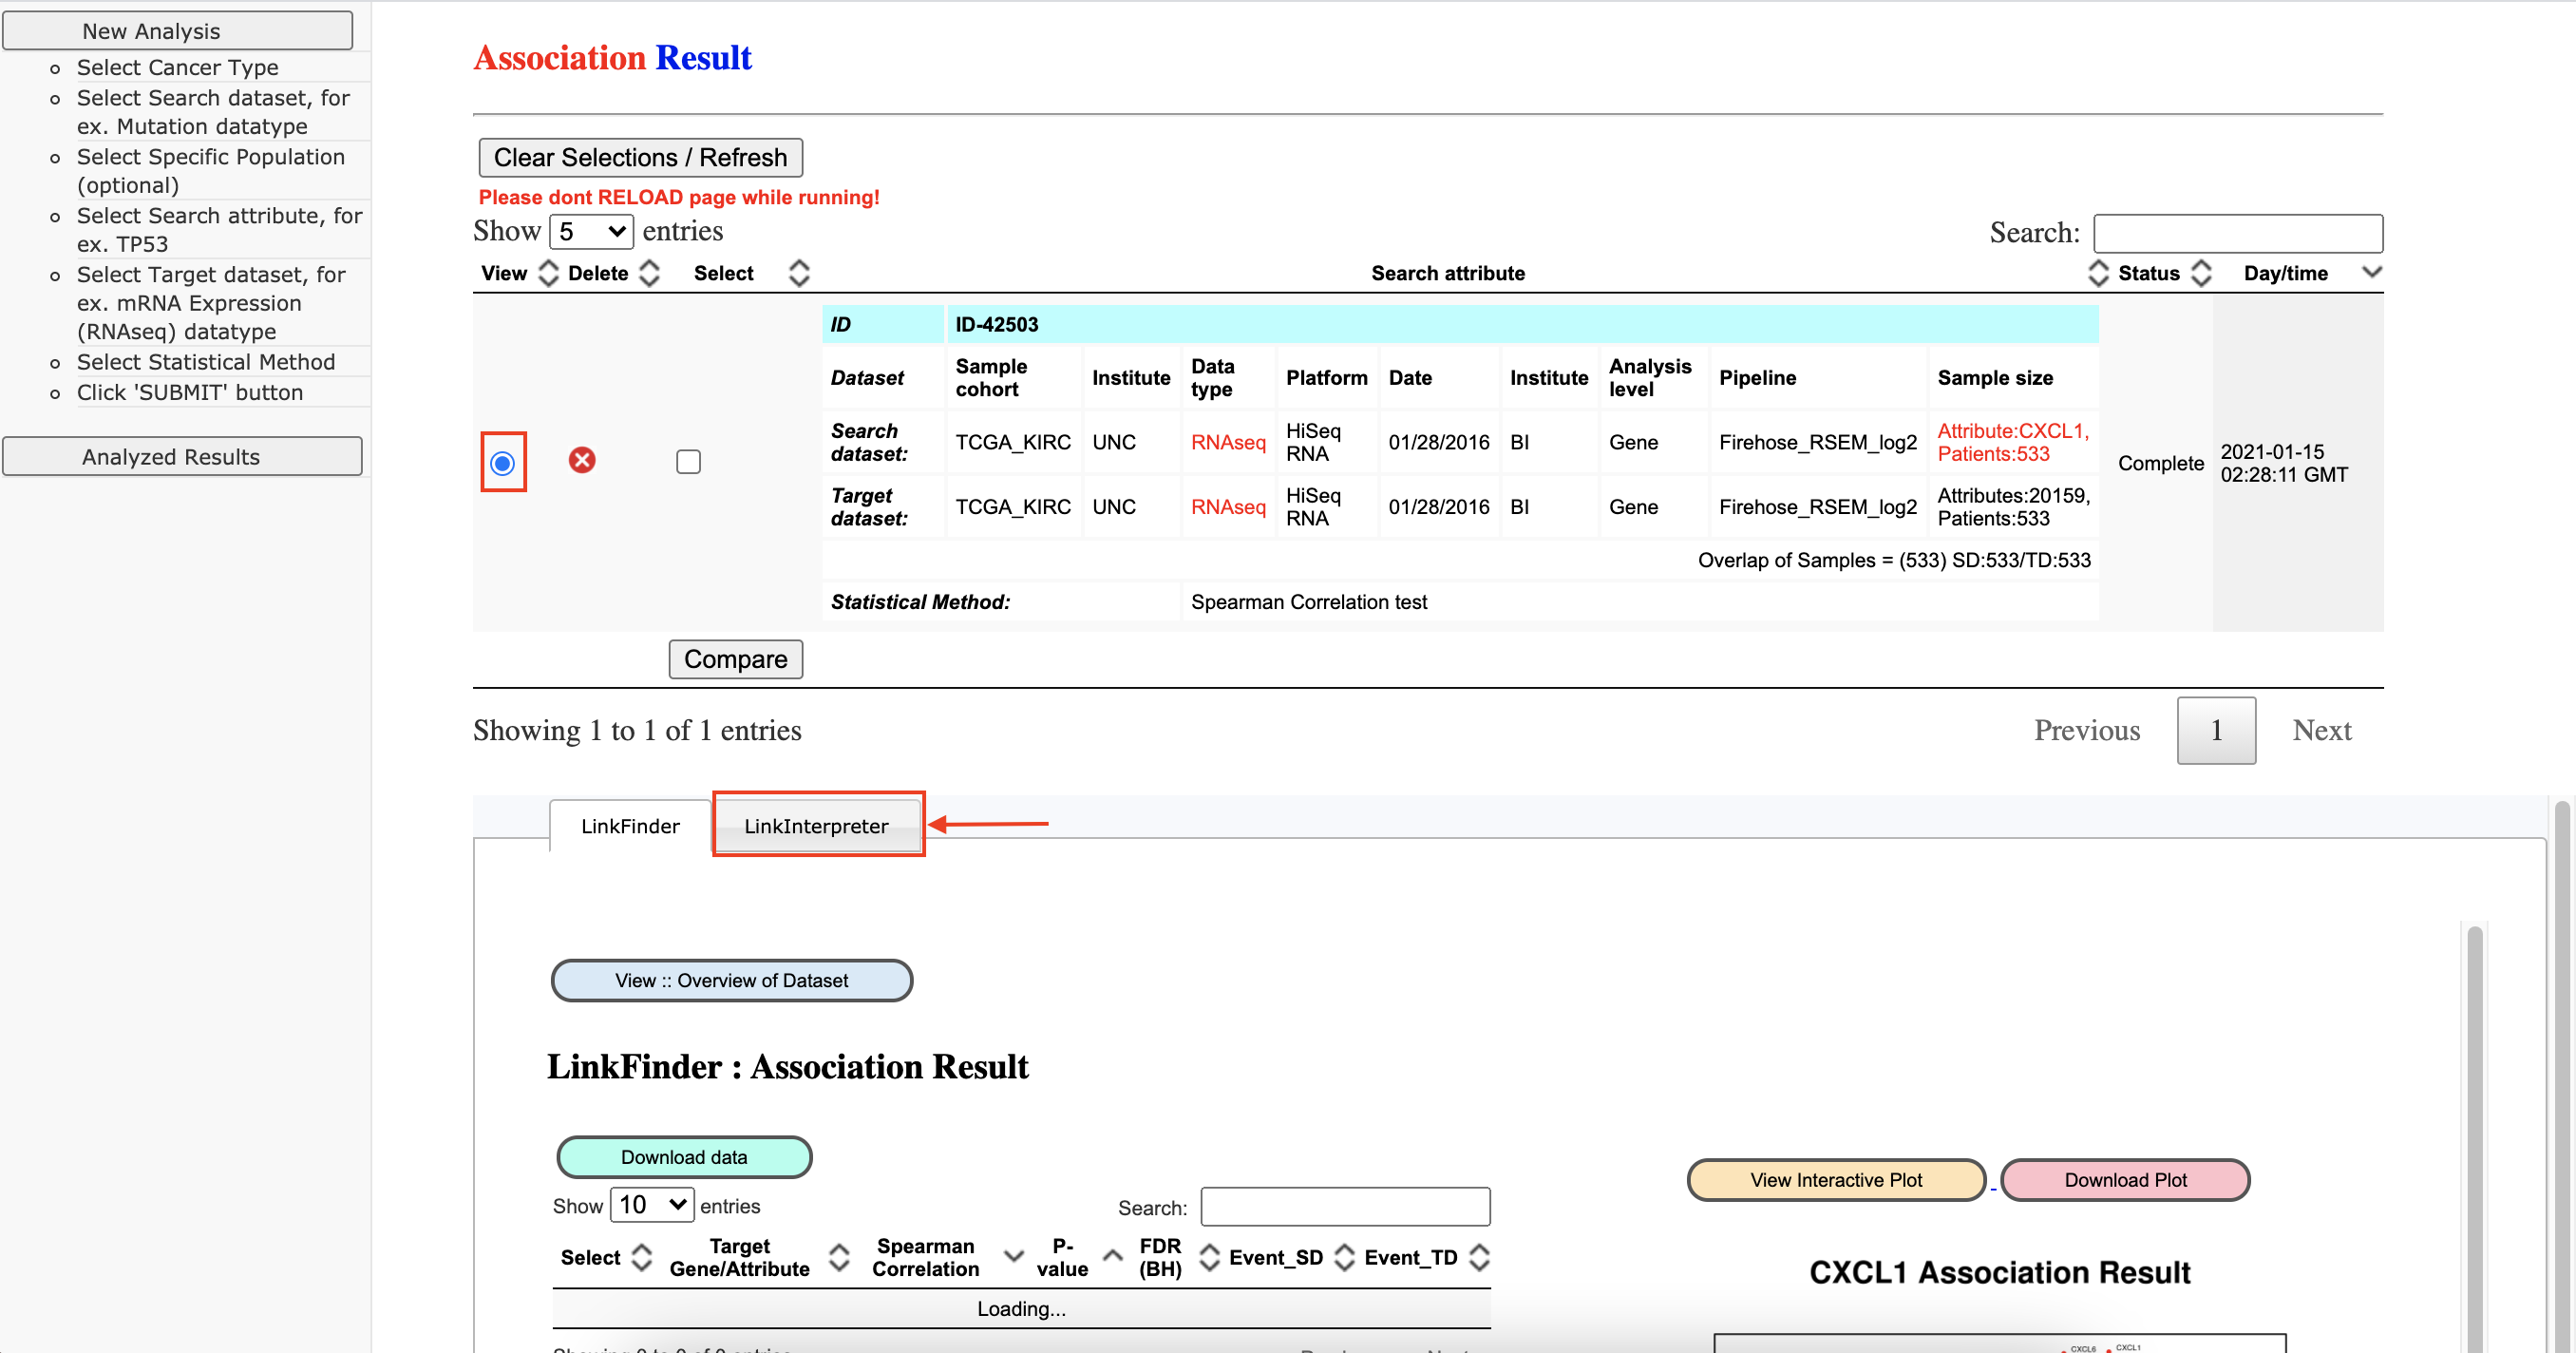 New Analysis
Select Cancer Type
Select Search dataset, for
ex. Mutation datatype
Select Specific Population
(optional)
Select Search attribute, for
ex. TP53
Select Target dataset, for
ex. mRNA Expression
(RNAseq) datatype
Select Statistical Method
Click 'SUBMIT' button
Analyzed Results
Association Result
Clear Selections / Refresh
Please dont RELOAD page while running!
Show 5 entries
Search:
View Delete Select Search attribute Status Day/time
ID ID-42503
Dataset Sample cohort Institute Data type Platform Date Institute Analysis level Pipeline Sample size
Search dataset: TCGA_KIRC UNC RNAseq HiSeq RNA 01/28/2016 BI Gene Firehose_RSEM_log2 Attribute:CXCL1, Patients:533
Target dataset: TCGA_KIRC UNC RNAseq HiSeq RNA 01/28/2016 BI Gene Firehose_RSEM_log2 Attributes:20159, Patients:533
Overlap of Samples = (533) SD:533/TD:533
Statistical Method: Spearman Correlation test
Complete
2021-01-15
02:28:11 GMT
Compare
Showing 1 to 1 of 1 entries
Previous 1 Next
LinkFinder LinkInterpreter
View :: Overview of Dataset
LinkFinder : Association Result
Download data
Show 10 entries
Search:
Select Target Gene/Attribute Spearman Correlation P-value FDR (BH) Event_SD Event_TD
Loading...
View Interactive Plot Download Plot
CXCL1 Association Result
CXCL6 CXCL1